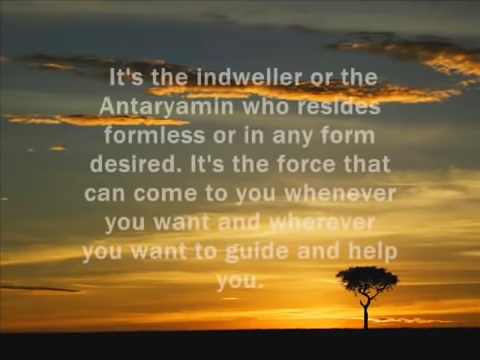 It's the indweller or the
Antaryamin who resides
formless or in any form
desired. It's the force that
can come to you whenever
you want and wherever
you want to guide and help
you.